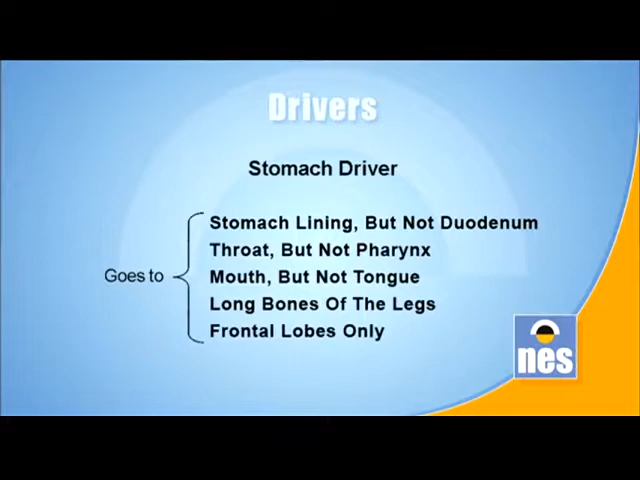 Drivers
Stomach Driver
Stomach Lining, But Not Duodenum
Throat, But Not Pharynx
Goes to
Mouth, But Not Tongue
Long Bones Of The Legs
Frontal Lobes Only
nes